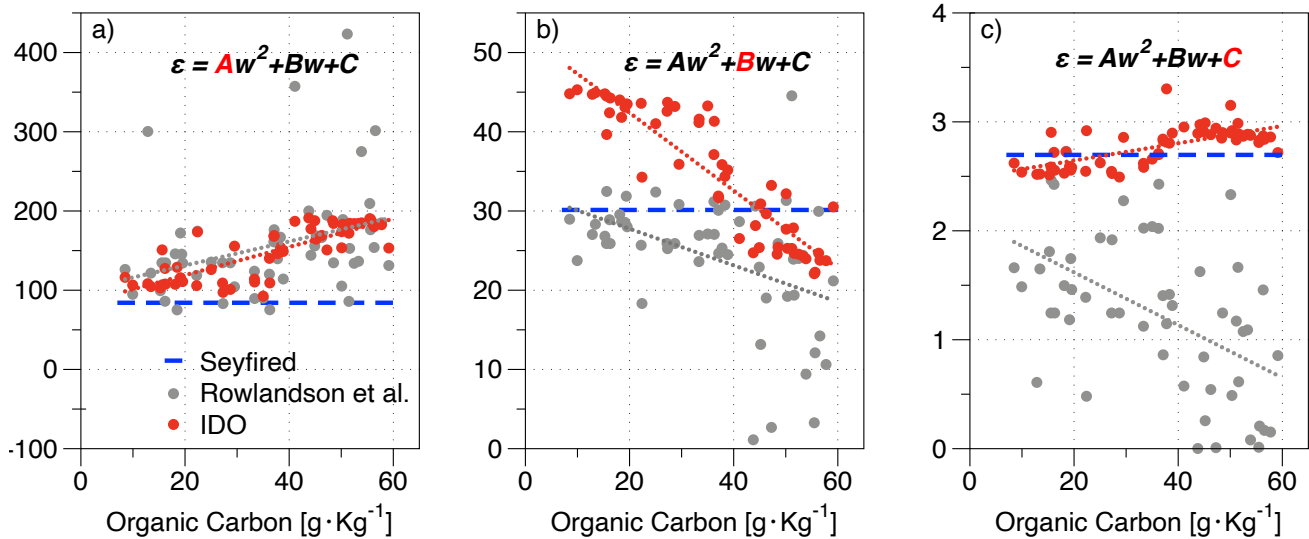 a)
ε = Aw²+Bw+C
400
300
200
100
0
-100
Seyfired
Rowlandson et al.
IDO
0 20 40 60
Organic Carbon [g·Kg⁻¹]
b)
ε = Aw²+Bw+C
50
40
30
20
10
0
0 20 40 60
Organic Carbon [g·Kg⁻¹]
c)
ε = Aw²+Bw+C
4
3
2
1
0
0 20 40 60
Organic Carbon [g·Kg⁻¹]